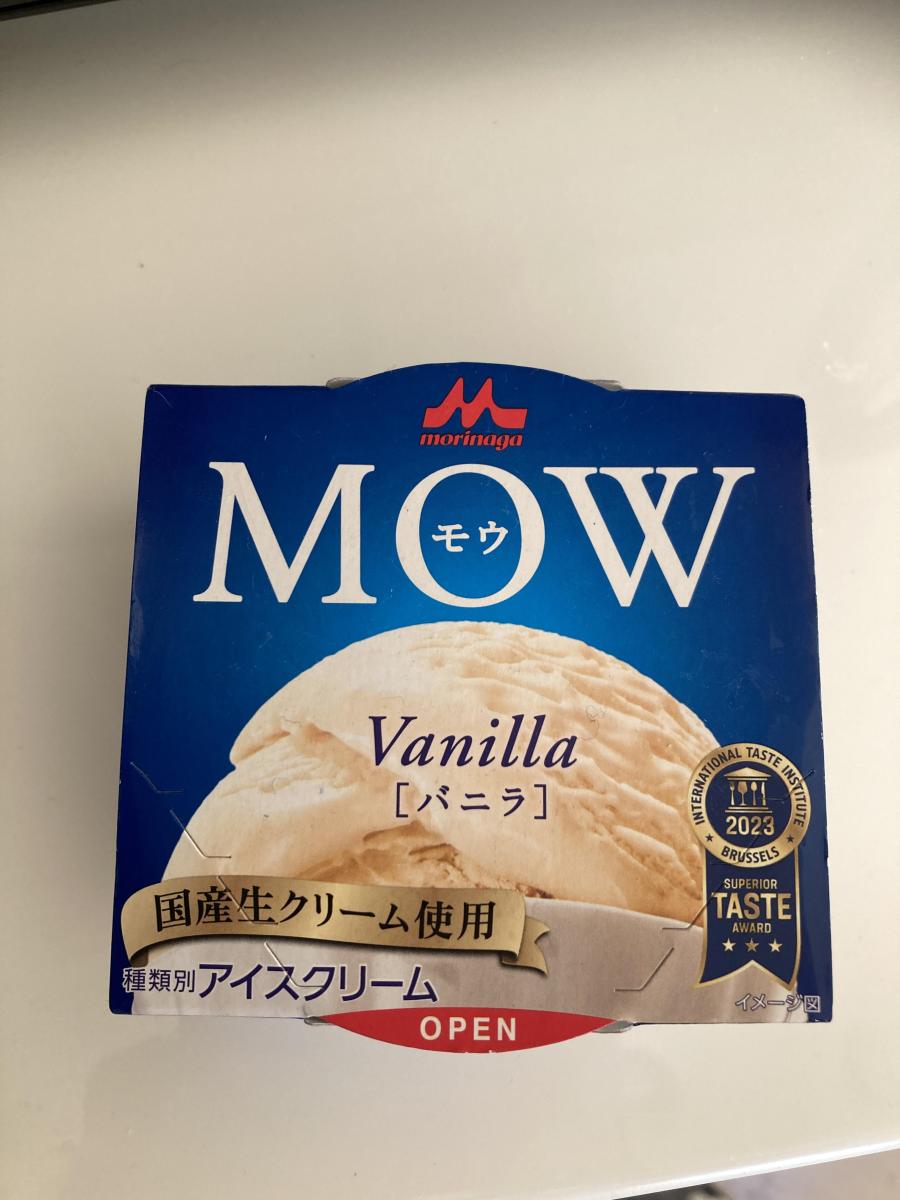 morinaga
MOW
モウ
Vanilla
[バニラ]
INTERNATIONAL TASTE INSTITUTE
2023
BRUSSELS
SUPERIOR
TASTE
AWARD
国産生クリーム使用
種類別アイスクリーム
イメージ図
OPEN